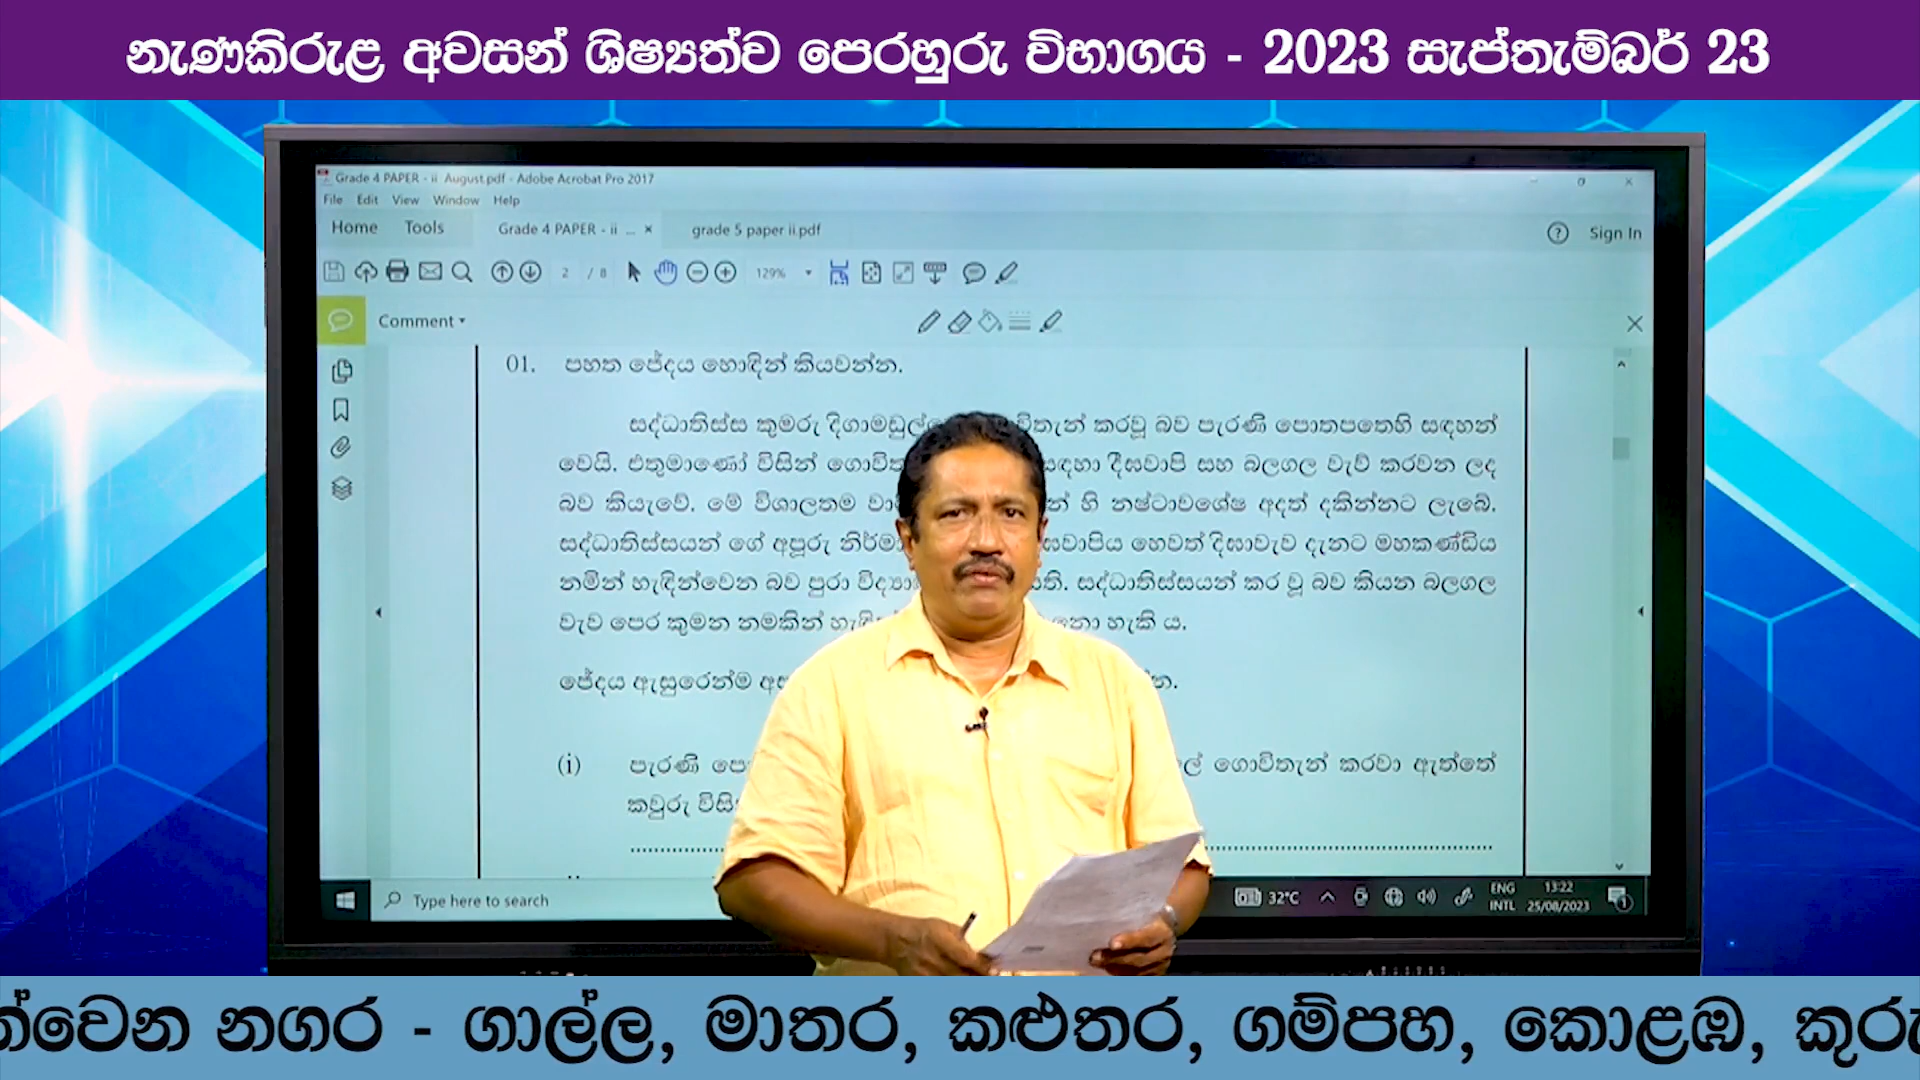 නැණකිරුළ අවසන් ශිෂ්‍යත්ව පෙරහුරු විභාගය - 2023 සැප්තැම්බර් 23
Grade 4 PAPER - ii August.pdf - Adobe Acrobat Pro 2017
File Edit View Window Help
Home Tools Grade 4 PAPER - ii ... × grade 5 paper ii.pdf Sign In
2 / 8 129%
Comment
01. පහත ඡේදය හොඳින් කියවන්න.
සද්ධාතිස්ස කුමරු කරවූ බව පැරණි පොතපතෙහි සඳහන්
වෙයි. එතුමාණෝ විසින් සඳහා දීඝවාපි සහ බලගල වැව් කරවන ලද
බව කියැවේ. මේ විශාලතම හි නෂ්ටාවශේෂ අදත් දකින්නට ලැබේ.
සද්ධාතිස්සයන් ගේ අපූරු හෙවත් දිඝාවැව දැනට මහකණ්ඩිය
නමින් හැඳින්වෙන බව පුරා සද්ධාතිස්සයන් කර වූ බව කියන බලගල
වැව පෙර කුමන නමකින් නො හැකි ය.
ඡේදය ඇසුරෙන්ම
(i) පැරණි ගොවිතැන් කරවා ඇත්තේ
කවුරු
Type here to search 32°C ENG 13:22
INTL 25/08/2023 1
නගර - ගාල්ල, මාතර, කළුතර, ගම්පහ, කොළඹ,